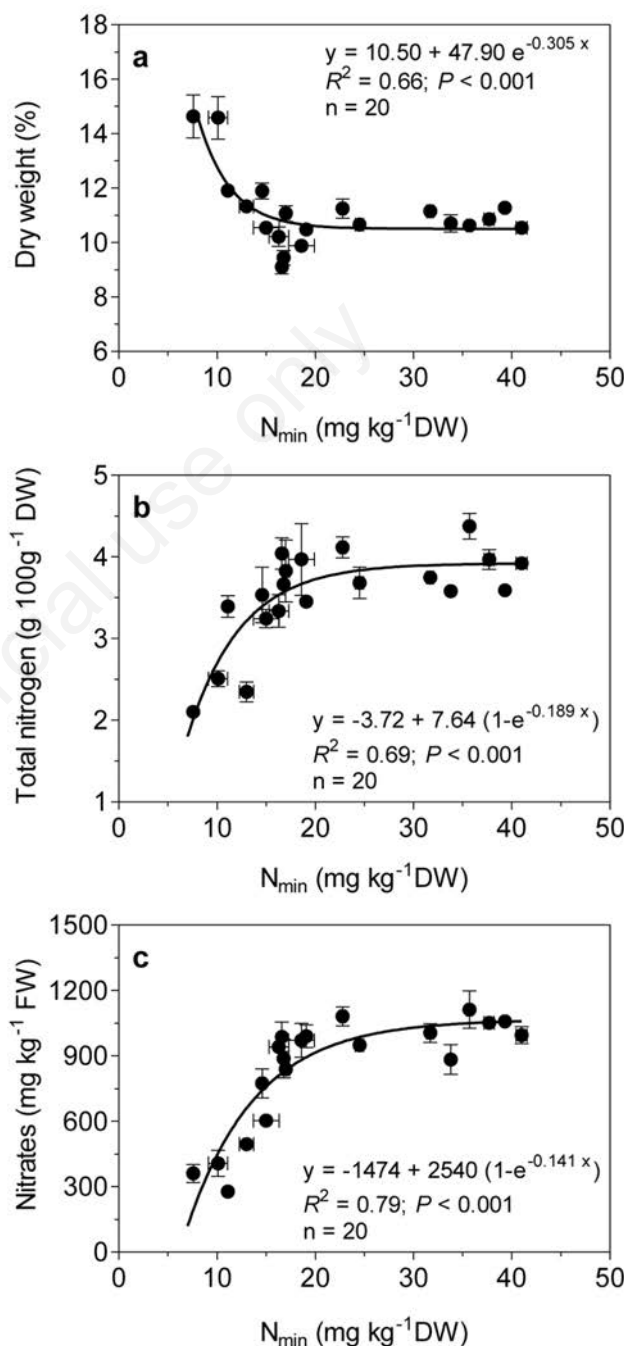 a
y = 10.50 + 47.90 e^-0.305 x
R² = 0.66; P < 0.001
n = 20
18
16
14
12
10
8
6
Dry weight (%)
0 10 20 30 40 50
N_min (mg kg⁻¹DW)
b
5
4
3
2
1
Total nitrogen (g 100g⁻¹ DW)
y = -3.72 + 7.64 (1-e^-0.189 x)
R² = 0.69; P < 0.001
n = 20
0 10 20 30 40 50
N_min (mg kg⁻¹DW)
c
1500
1200
900
600
300
0
Nitrates (mg kg⁻¹ FW)
y = -1474 + 2540 (1-e^-0.141 x)
R² = 0.79; P < 0.001
n = 20
0 10 20 30 40 50
N_min (mg kg⁻¹DW)
rcial use only